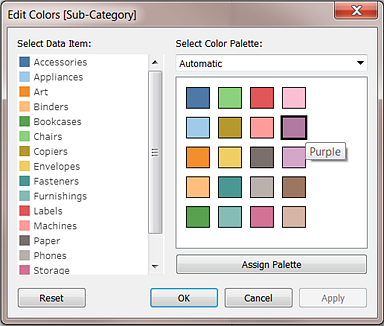 Edit Colors [Sub-Category]
Select Data Item:
Accessories
Appliances
Art
Binders
Bookcases
Chairs
Copiers
Envelopes
Fasteners
Furnishings
Labels
Machines
Paper
Phones
Storage
Select Color Palette:
Automatic
Purple
Assign Palette
Reset
OK
Cancel
Apply